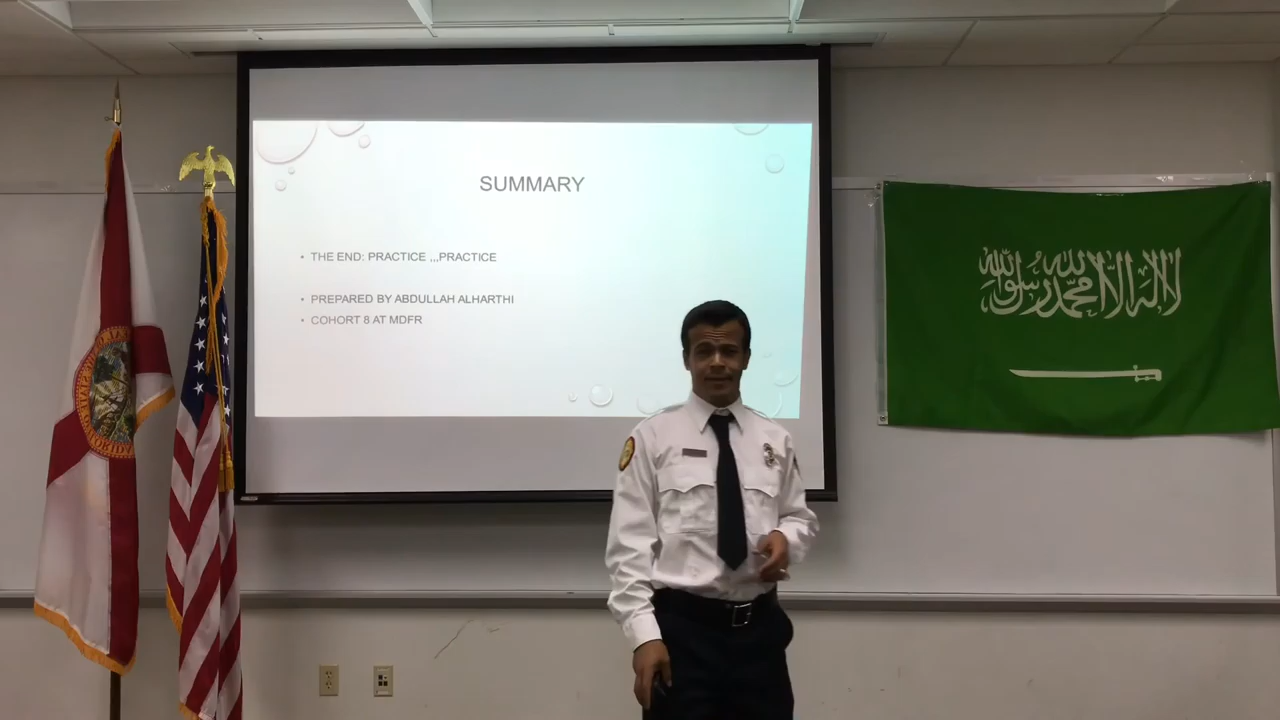 SUMMARY
• THE END: PRACTICE ,,,PRACTICE
• PREPARED BY ABDULLAH ALHARTHI
• COHORT 8 AT MDFR
لا إله إلا الله محمد رسول الله